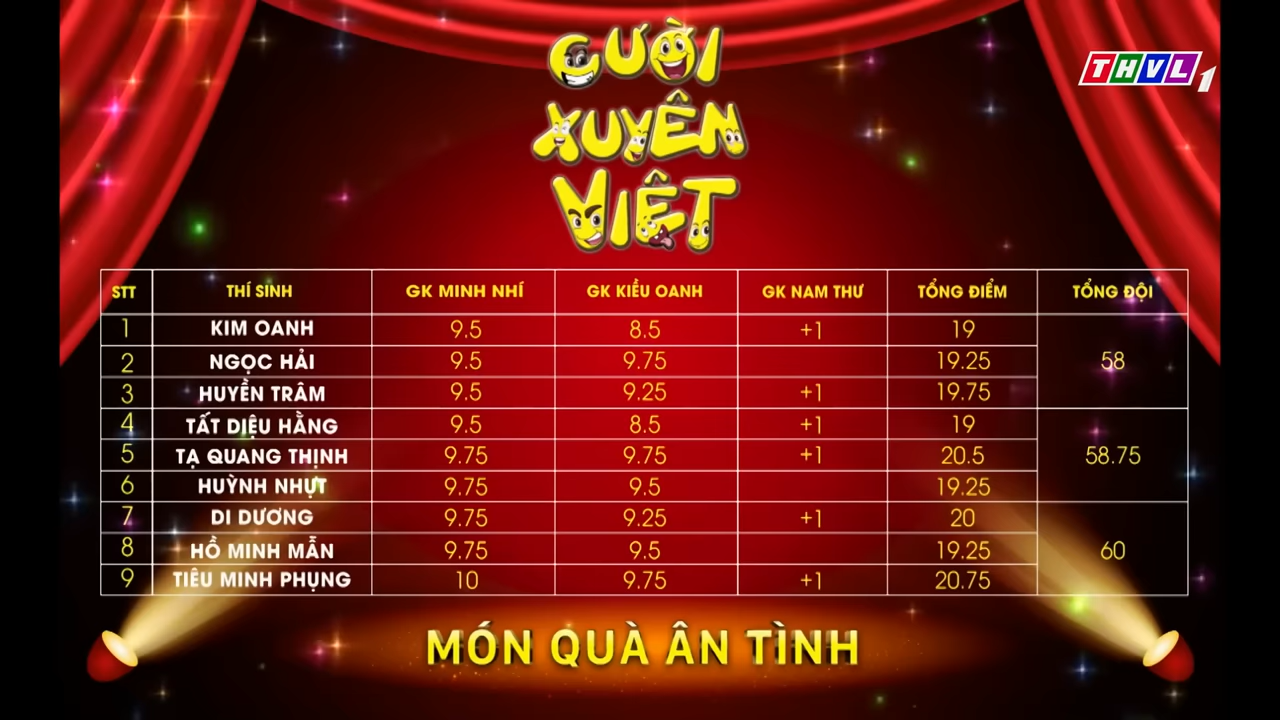 CƯỜI
XUYÊN
VIỆT
THVL1
STT THÍ SINH GK MINH NHÍ GK KIỀU OANH GK NAM THƯ TỔNG ĐIỂM TỔNG ĐỘI
1 KIM OANH 9.5 8.5 +1 19
2 NGỌC HẢI 9.5 9.75 19.25 58
3 HUYỀN TRÂM 9.5 9.25 +1 19.75
4 TẤT DIỆU HẰNG 9.5 8.5 +1 19
5 TẠ QUANG THỊNH 9.75 9.75 +1 20.5 58.75
6 HUỲNH NHỰT 9.75 9.5 19.25
7 DI DƯƠNG 9.75 9.25 +1 20
8 HỒ MINH MẪN 9.75 9.5 19.25 60
9 TIÊU MINH PHỤNG 10 9.75 +1 20.75
MÓN QUÀ ÂN TÌNH